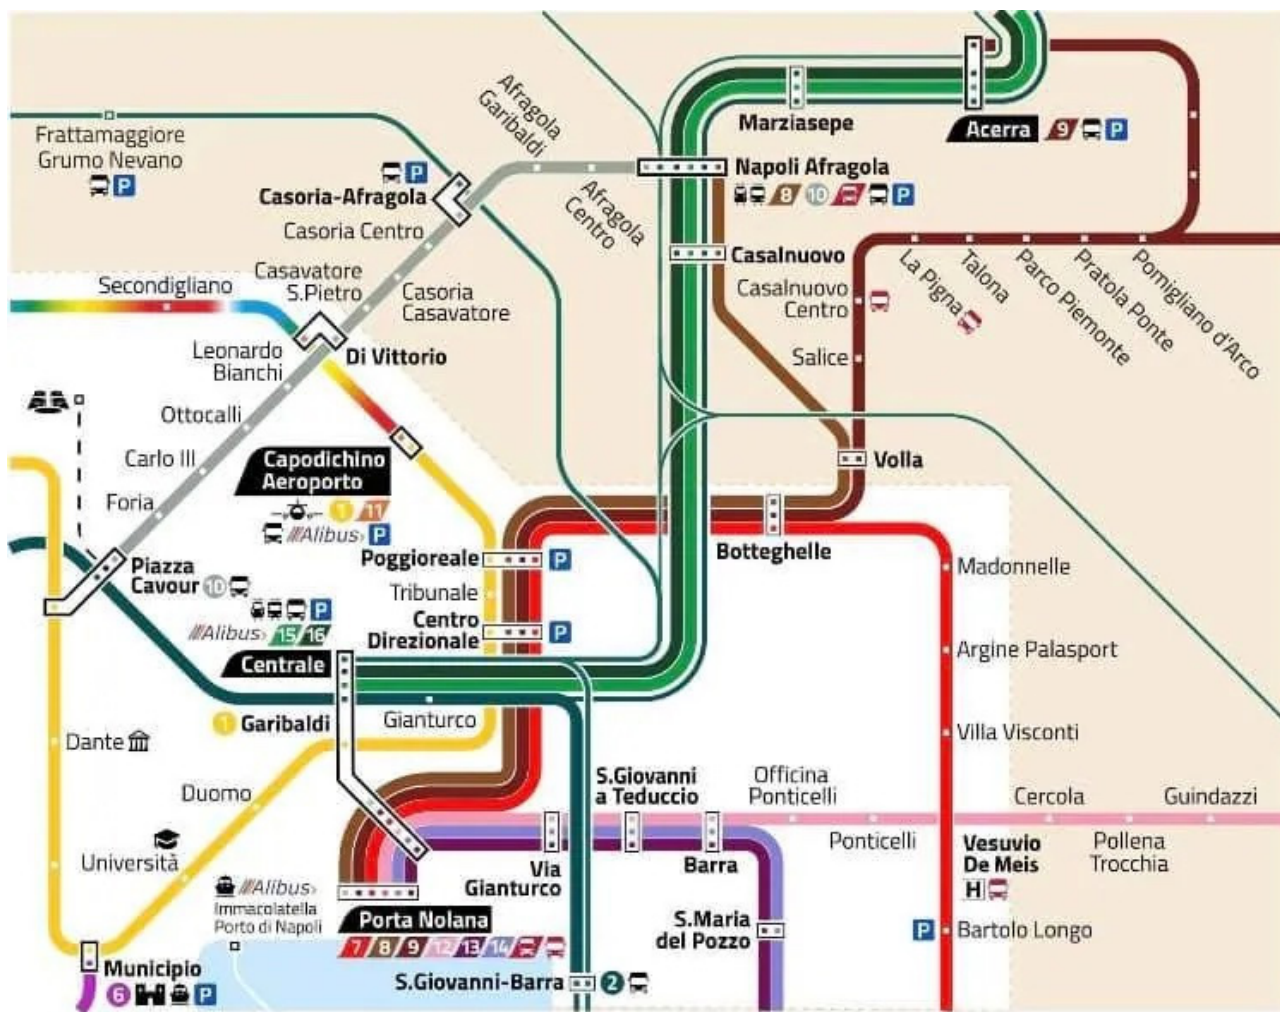 Marziasepe
Acerra
9
P
Afragola
Garibaldi
Frattamaggiore
Grumo Nevano
P
P
Casoria-Afragola
Napoli Afragola
8
10
P
Afragola
Centro
Casoria Centro
Casalnuovo
Casavatore
S.Pietro
Casoria
Casavatore
Secondigliano
Casalnuovo
Centro
La Pigna
Talona
Parco Piemonte
Pratola Ponte
Pomigliano d'Arco
Leonardo
Bianchi
Di Vittorio
Salice
Ottocalli
Carlo III
Capodichino
Aeroporto
1
11
Alibus
P
Volla
Foria
Piazza
Cavour
10
Poggioreale
P
Botteghelle
Madonnelle
Tribunale
P
Alibus
15
16
Centro
Direzionale
P
Centrale
Argine Palasport
1
Garibaldi
Gianturco
Dante
Villa Visconti
Duomo
S.Giovanni
a Teduccio
Officina
Ponticelli
Cercola
Guindazzi
Università
Via
Gianturco
Barra
Ponticelli
Vesuvio
De Meis
H
Pollena
Trocchia
Alibus
Immacolatella
Porto di Napoli
Porta Nolana
7
8
9
12
13
14
S.Maria
del Pozzo
P
Bartolo Longo
Municipio
6
P
S.Giovanni-Barra
2